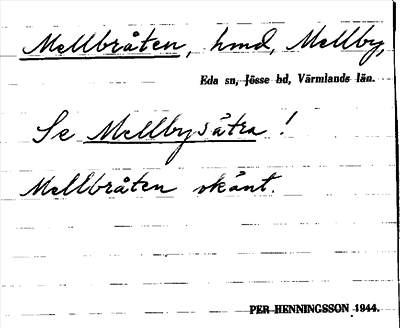 Mellbråten, hmd, Mellby,
Eda sn, Jösse hd, Värmlands län.
Se Mellbysätra!
Mellbråten okänt.
PER HENNINGSSON 1944.